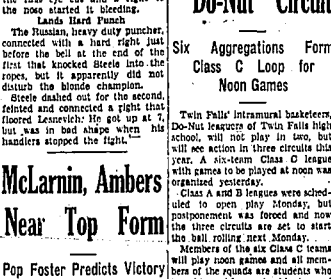 the nose started it bleeding.
Lands Hard Punch
The Russian, heavy duty puncher,
connected with a hard right just
before the bell at the end of the
first that knocked Steele into the
ropes, but it apparently did not
disturb the blonde champion.
Steele dashed out for the second,
feinted and connected a right that
floored Lesnevich. He got up at 7,
but was in bad shape when his
handlers stopped the fight.
McLarnin, Ambers
Near Top Form
Pop Foster Predicts Victory
Do-Nut Circuit
Six Aggregations Form
Class C Loop for
Noon Games
Twin Falls' intramural basketeers,
Do-Nut leaguers of Twin Falls high
school, will not play in two, but
will see action in three circuits this
year. A six-team Class C league
with games to be played at noon was
organized yesterday.
Class A and B leagues were sched-
uled to open play Monday, but
postponement was forced and now
the three circuits are set to start
the ball rolling next Monday.
Members of the six Class C teams
will play noon games and all mem-
bers of the squads are students who